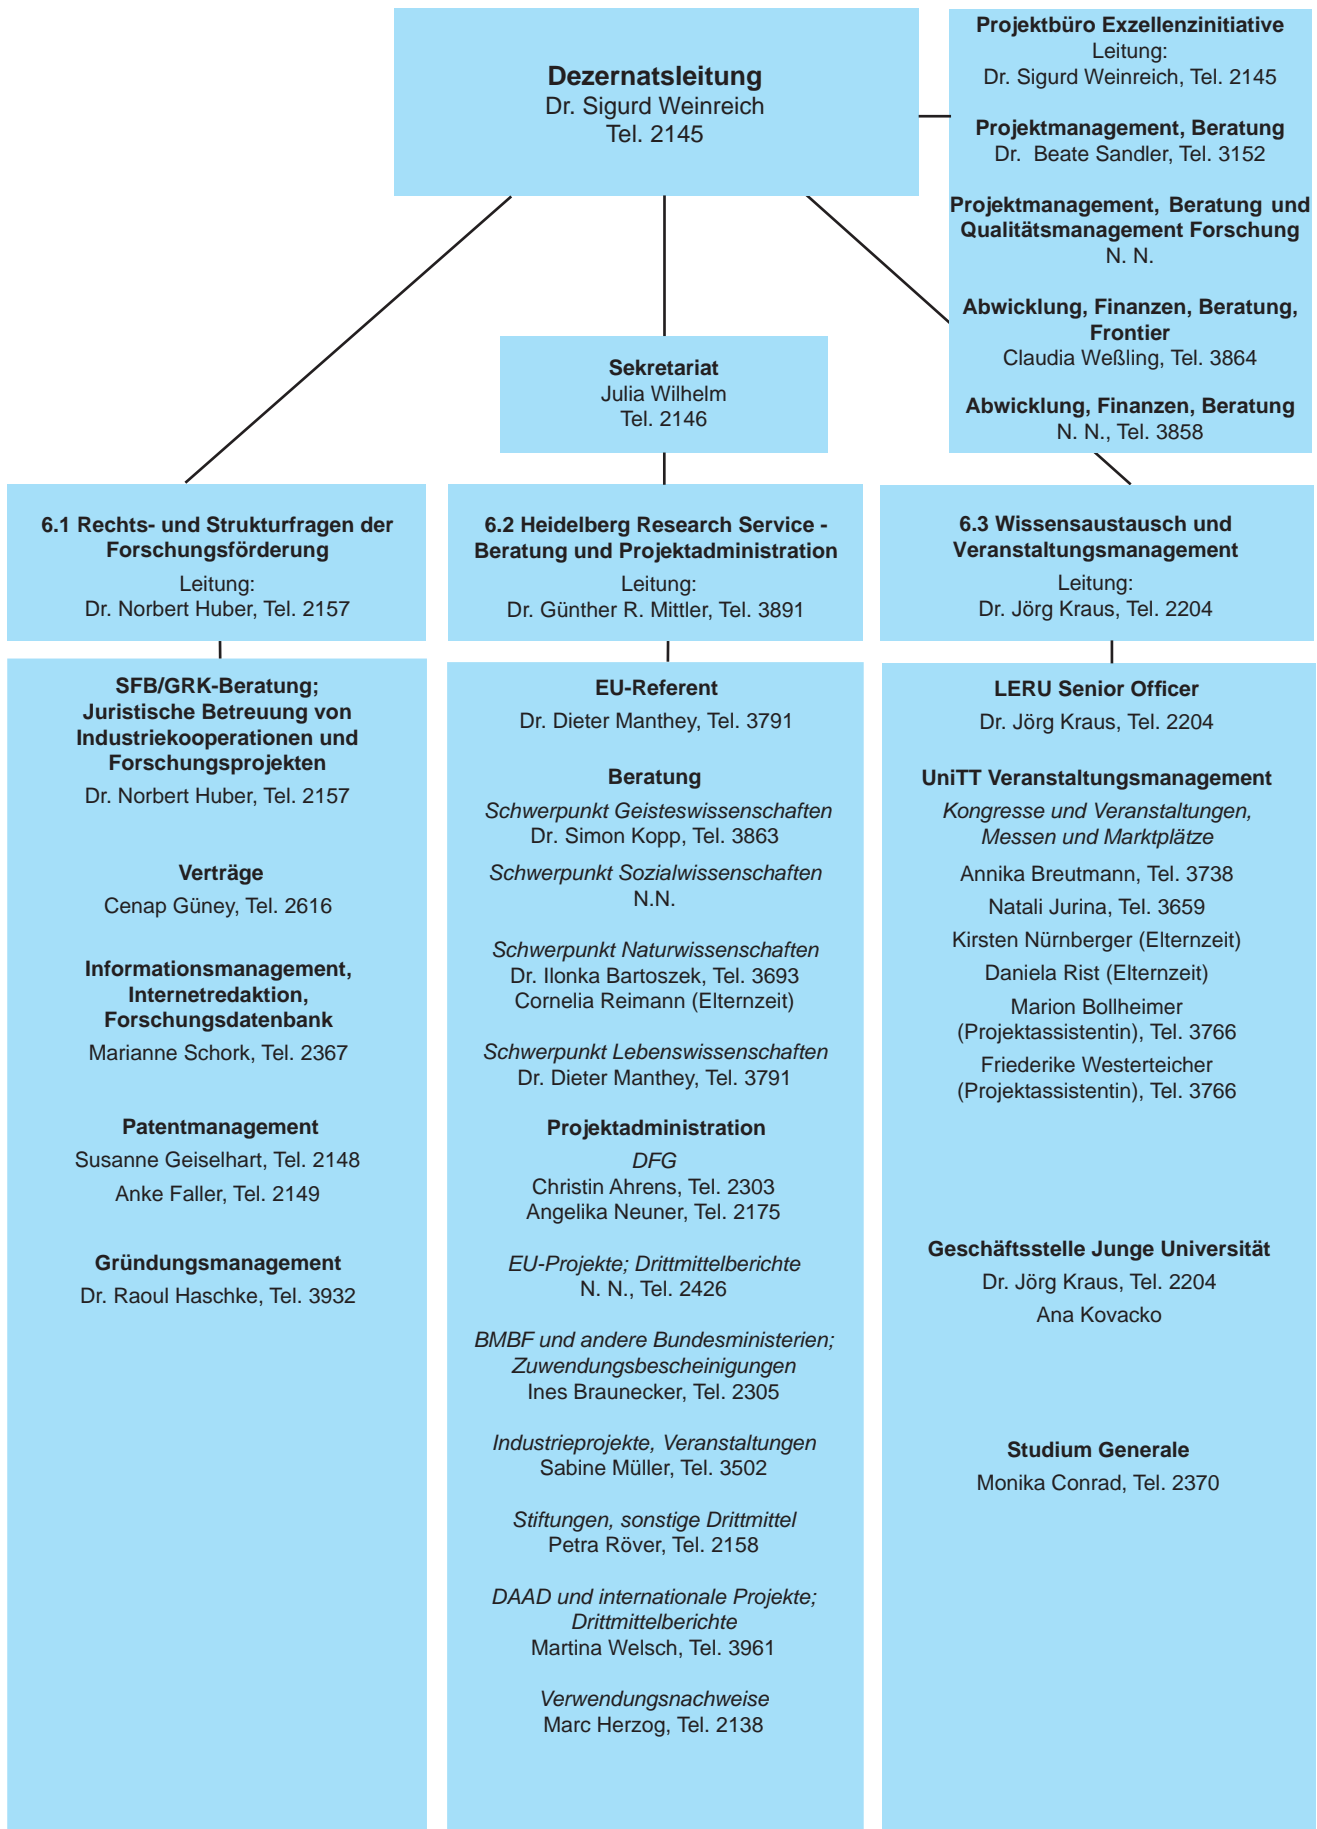 Dezernatsleitung
Dr. Sigurd Weinreich
Tel. 2145
Projektbüro Exzellenzinitiative
Leitung:
Dr. Sigurd Weinreich, Tel. 2145
Projektmanagement, Beratung
Dr. Beate Sandler, Tel. 3152
Projektmanagement, Beratung und
Qualitätsmanagement Forschung
N. N.
Abwicklung, Finanzen, Beratung,
Frontier
Claudia Weßling, Tel. 3864
Abwicklung, Finanzen, Beratung
N. N., Tel. 3858
Sekretariat
Julia Wilhelm
Tel. 2146
6.1 Rechts- und Strukturfragen der
Forschungsförderung
Leitung:
Dr. Norbert Huber, Tel. 2157
SFB/GRK-Beratung;
Juristische Betreuung von
Industriekooperationen und
Forschungsprojekten
Dr. Norbert Huber, Tel. 2157
Verträge
Cenap Güney, Tel. 2616
Informationsmanagement,
Internetredaktion,
Forschungsdatenbank
Marianne Schork, Tel. 2367
Patentmanagement
Susanne Geiselhart, Tel. 2148
Anke Faller, Tel. 2149
Gründungsmanagement
Dr. Raoul Haschke, Tel. 3932
6.2 Heidelberg Research Service -
Beratung und Projektadministration
Leitung:
Dr. Günther R. Mittler, Tel. 3891
EU-Referent
Dr. Dieter Manthey, Tel. 3791
Beratung
Schwerpunkt Geisteswissenschaften
Dr. Simon Kopp, Tel. 3863
Schwerpunkt Sozialwissenschaften
N.N.
Schwerpunkt Naturwissenschaften
Dr. Ilonka Bartoszek, Tel. 3693
Cornelia Reimann (Elternzeit)
Schwerpunkt Lebenswissenschaften
Dr. Dieter Manthey, Tel. 3791
Projektadministration
DFG
Christin Ahrens, Tel. 2303
Angelika Neuner, Tel. 2175
EU-Projekte; Drittmittelberichte
N. N., Tel. 2426
BMBF und andere Bundesministerien;
Zuwendungsbescheinigungen
Ines Braunecker, Tel. 2305
Industrieprojekte, Veranstaltungen
Sabine Müller, Tel. 3502
Stiftungen, sonstige Drittmittel
Petra Röver, Tel. 2158
DAAD und internationale Projekte;
Drittmittelberichte
Martina Welsch, Tel. 3961
Verwendungsnachweise
Marc Herzog, Tel. 2138
6.3 Wissensaustausch und
Veranstaltungsmanagement
Leitung:
Dr. Jörg Kraus, Tel. 2204
LERU Senior Officer
Dr. Jörg Kraus, Tel. 2204
UniTT Veranstaltungsmanagement
Kongresse und Veranstaltungen,
Messen und Marktplätze
Annika Breutmann, Tel. 3738
Natali Jurina, Tel. 3659
Kirsten Nürnberger (Elternzeit)
Daniela Rist (Elternzeit)
Marion Bollheimer
(Projektassistentin), Tel. 3766
Friederike Westerteicher
(Projektassistentin), Tel. 3766
Geschäftsstelle Junge Universität
Dr. Jörg Kraus, Tel. 2204
Ana Kovacko
Studium Generale
Monika Conrad, Tel. 2370